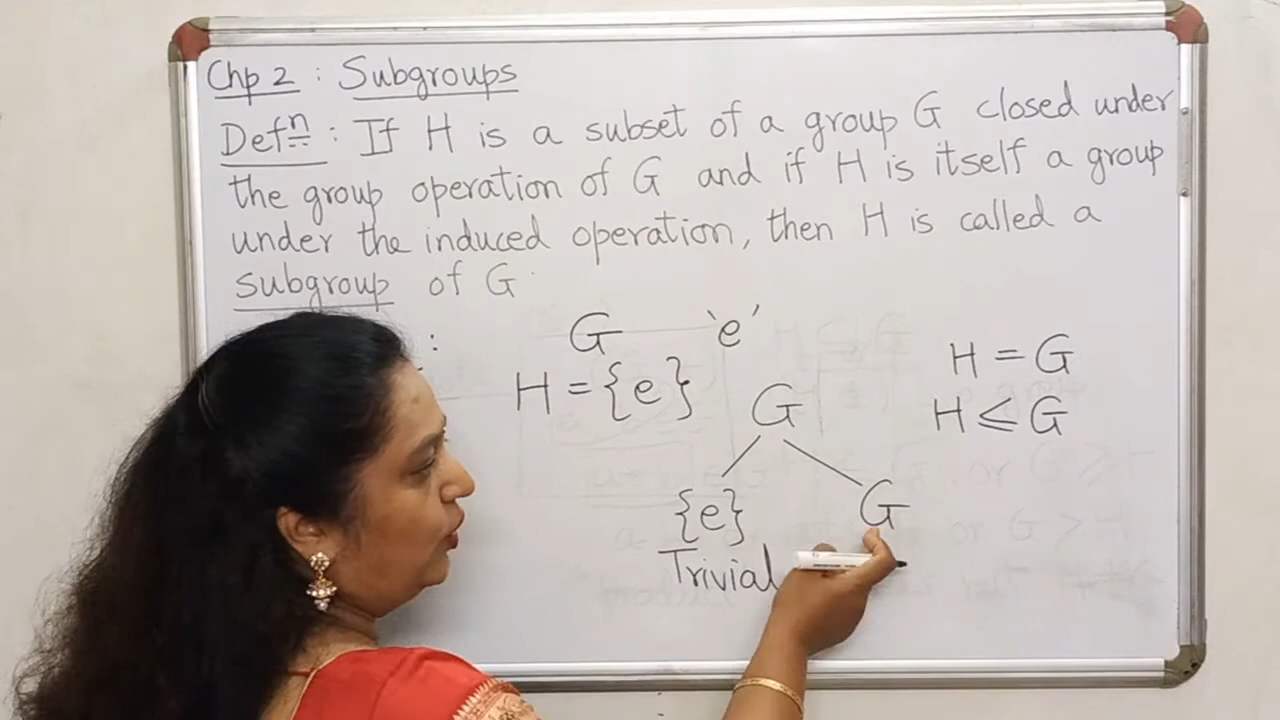 Chp 2 : Subgroups
Defn : If H is a subset of a group G closed under
the group operation of G and if H is itself a group
under the induced operation, then H is called a
subgroup of G
:
G 'e'
H = {e}
G
H = G
H ≤ G
{e} G
Trivial